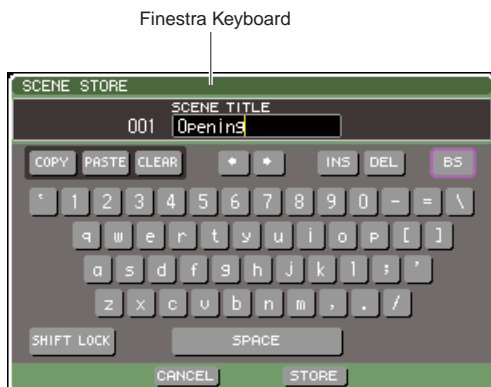 Finestra Keyboard
SCENE STORE
SCENE TITLE
001 Opening
COPY PASTE CLEAR INS DEL BS
` 1 2 3 4 5 6 7 8 9 0 - = \
q w e r t y u i o p [ ]
a s d f g h j k l ; '
z x c v b n m , . /
SHIFT LOCK SPACE
CANCEL STORE